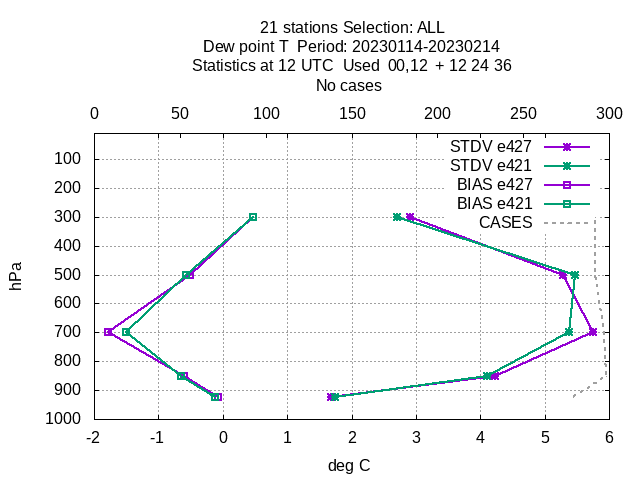 21 stations Selection: ALL
Dew point T  Period: 20230114-20230214
Statistics at 12 UTC  Used  00,12  + 12 24 36
No cases
0 50 100 150 200 250 300
STDV e427
STDV e421
BIAS e427
BIAS e421
CASES
100
200
300
400
500
600
700
800
900
1000
hPa
-2 -1 0 1 2 3 4 5 6
deg C